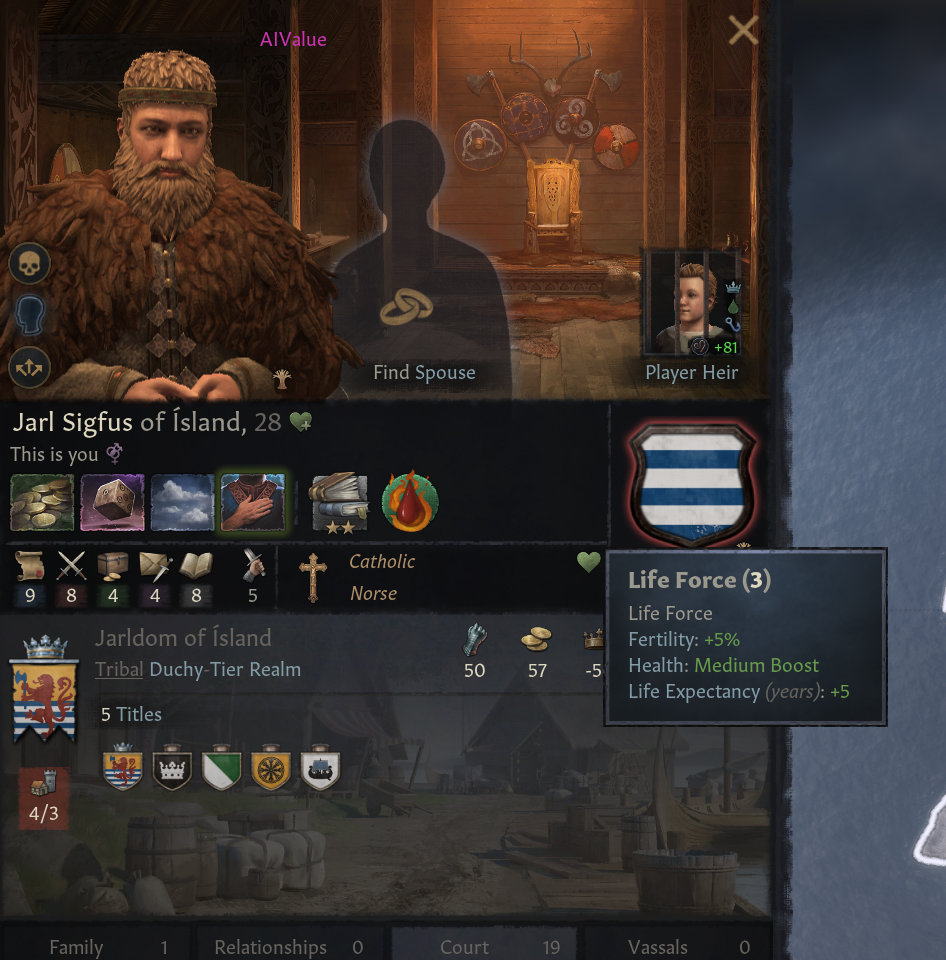 AIValue
+81
Find Spouse
Player Heir
Jarl Sigfus of Ísland, 28
This is you
9 8 4 4 8 5
Catholic
Norse
Life Force (3)
Life Force
Fertility: +5%
Health: Medium Boost
Life Expectancy (years): +5
Jarldom of Ísland
Tribal Duchy-Tier Realm
50 57 -5
5 Titles
4/3
Family 1 Relationships 0 Court 19 Vassals 0